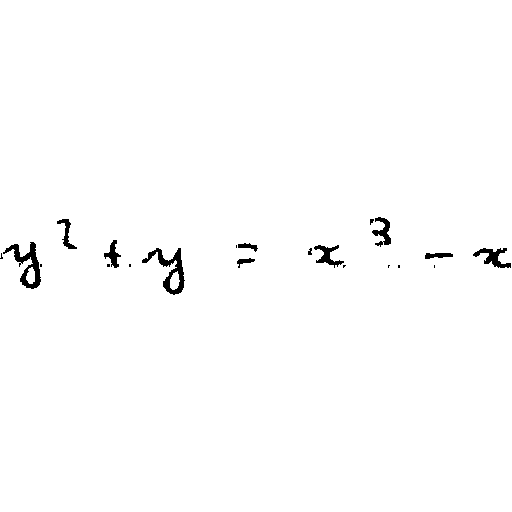 y² + y = x³ - x